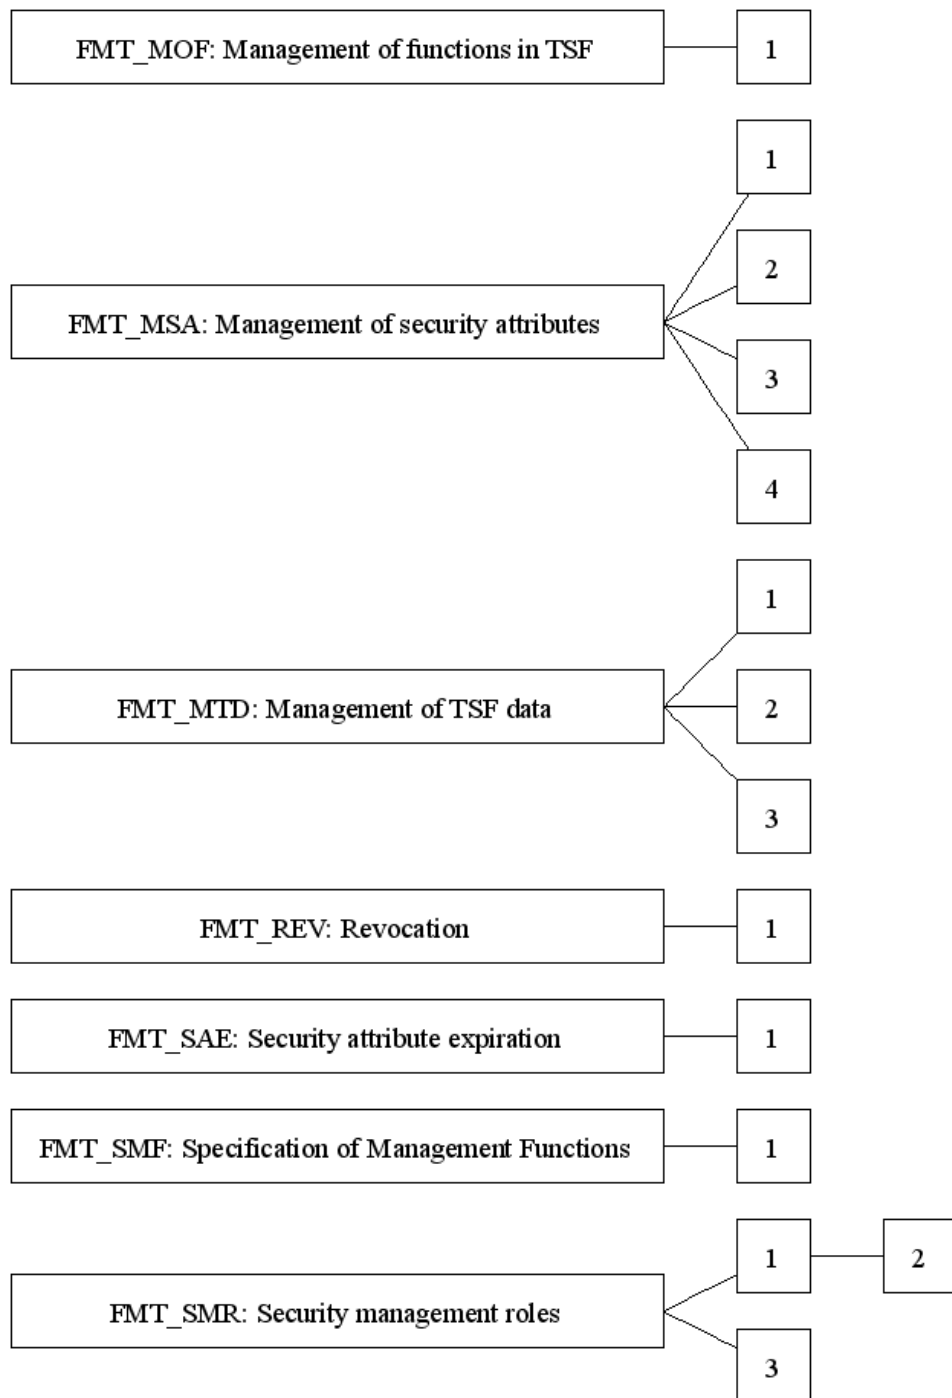 FMT_MOF: Management of functions in TSF
1
1
2
FMT_MSA: Management of security attributes
3
4
1
FMT_MTD: Management of TSF data
2
3
FMT_REV: Revocation
1
FMT_SAE: Security attribute expiration
1
FMT_SMF: Specification of Management Functions
1
1
2
FMT_SMR: Security management roles
3